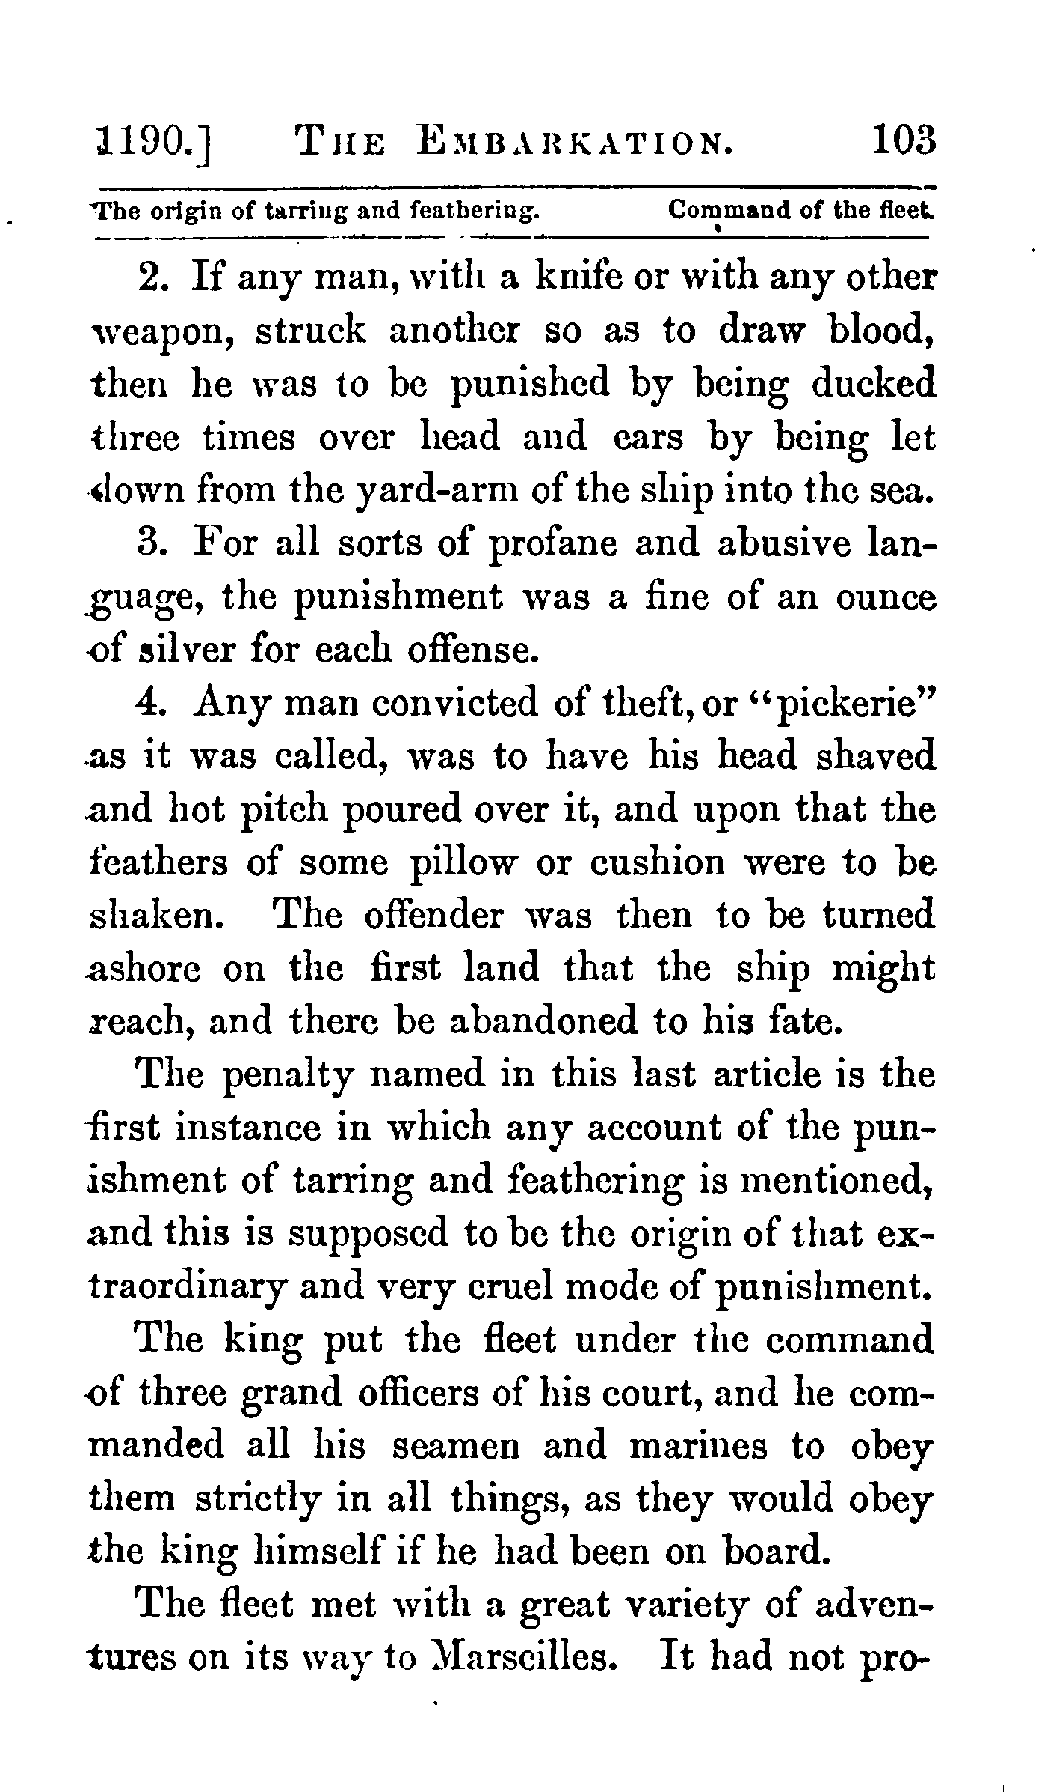 1190.] THE EMBARKATION. 103
The origin of tarring and feathering. Command of the fleet.
2. If any man, with a knife or with any other
weapon, struck another so as to draw blood,
then he was to be punished by being ducked
three times over head and ears by being let
down from the yard-arm of the ship into the sea.
3. For all sorts of profane and abusive lan-
guage, the punishment was a fine of an ounce
of silver for each offense.
4. Any man convicted of theft, or “pickerie”
as it was called, was to have his head shaved
and hot pitch poured over it, and upon that the
feathers of some pillow or cushion were to be
shaken. The offender was then to be turned
ashore on the first land that the ship might
reach, and there be abandoned to his fate.
The penalty named in this last article is the
first instance in which any account of the pun-
ishment of tarring and feathering is mentioned,
and this is supposed to be the origin of that ex-
traordinary and very cruel mode of punishment.
The king put the fleet under the command
of three grand officers of his court, and he com-
manded all his seamen and marines to obey
them strictly in all things, as they would obey
the king himself if he had been on board.
The fleet met with a great variety of adven-
tures on its way to Marseilles. It had not pro-